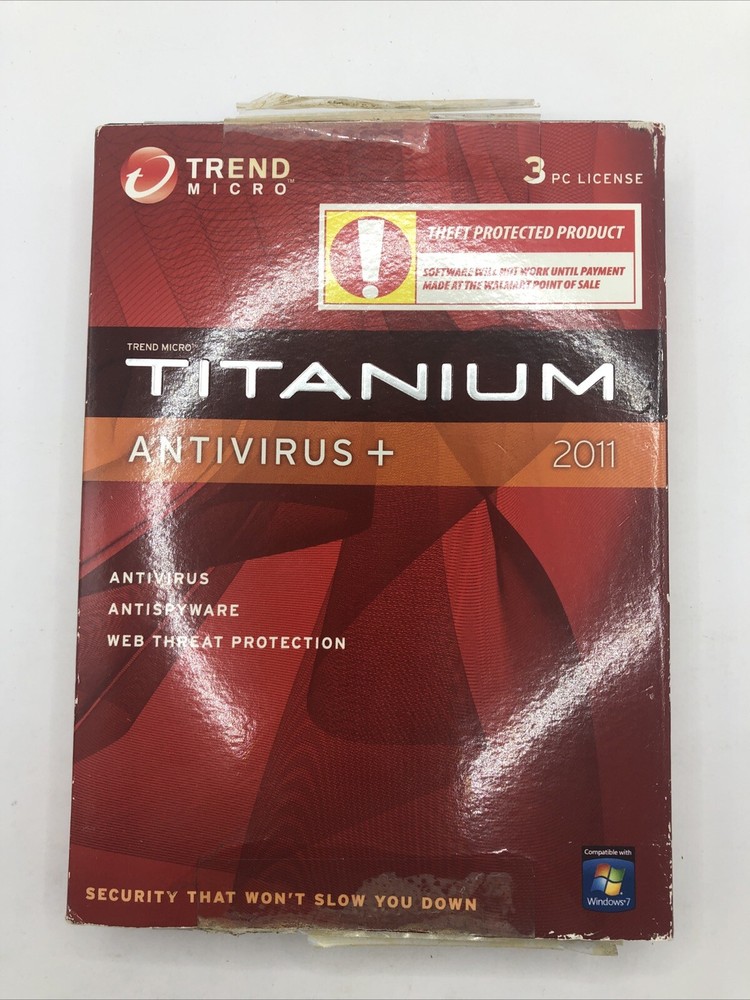 TREND
MICRO™
3 PC LICENSE
THEFT PROTECTED PRODUCT
SOFTWARE WILL NOT WORK UNTIL PAYMENT
MADE AT THE WALMART POINT OF SALE
TREND MICRO™
TITANIUM
ANTIVIRUS +
2011
ANTIVIRUS
ANTISPYWARE
WEB THREAT PROTECTION
Compatible with
Windows 7
SECURITY THAT WON'T SLOW YOU DOWN